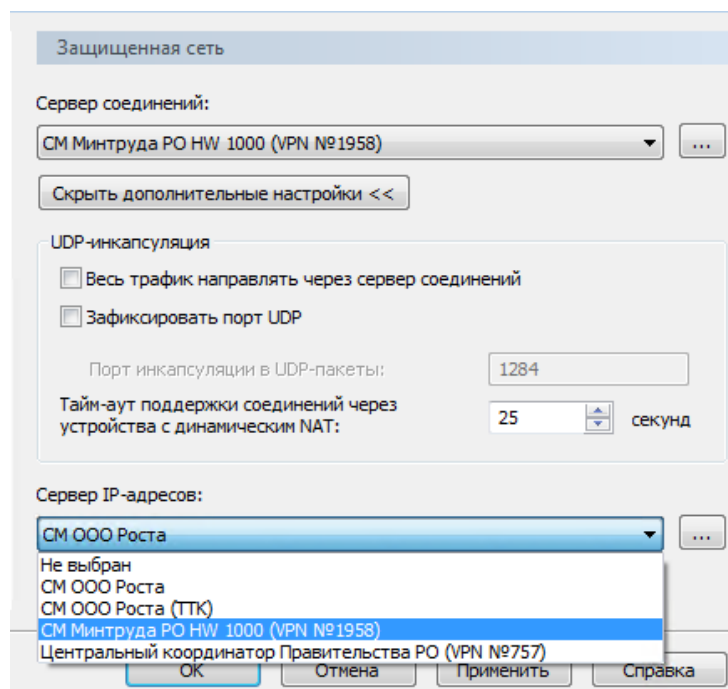 Защищенная сеть
Сервер соединений:
СМ Минтруда РО HW 1000 (VPN №1958)
...
Скрыть дополнительные настройки <<
UDP-инкапсуляция
Весь трафик направлять через сервер соединений
Зафиксировать порт UDP
Порт инкапсуляции в UDP-пакеты:
1284
Тайм-аут поддержки соединений через
устройства с динамическим NAT:
25
секунд
Сервер IP-адресов:
СМ ООО Роста
...
Не выбран
СМ ООО Роста
СМ ООО Роста (ТТК)
СМ Минтруда РО HW 1000 (VPN №1958)
Центральный координатор Правительства РО (VPN №757)
ОК
Отмена
Применить
Справка